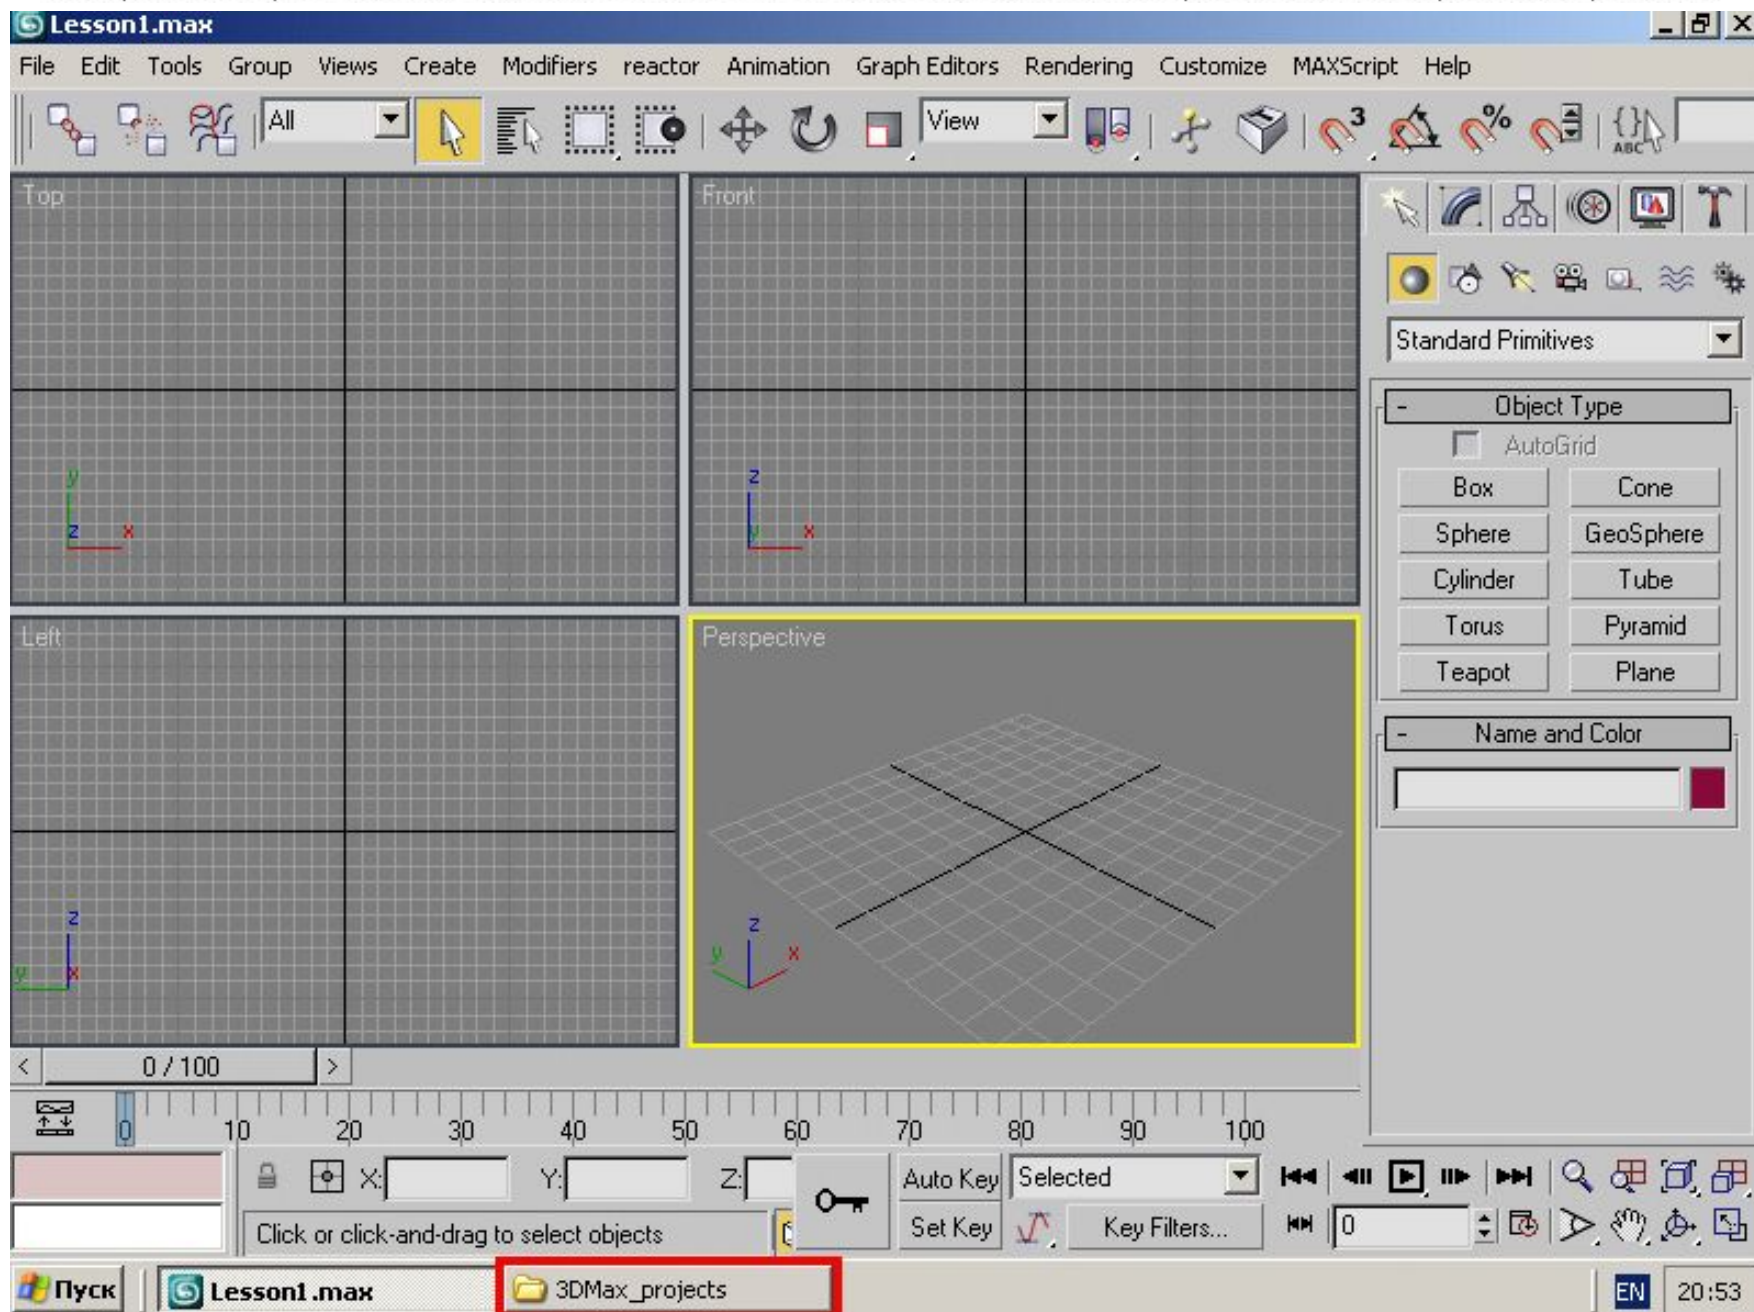 Lesson1.max
File Edit Tools Group Views Create Modifiers reactor Animation Graph Editors Rendering Customize MAXScript Help
All View 3 % ABC
Top Front
Standard Primitives
- Object Type
AutoGrid
Box Cone
Sphere GeoSphere
Cylinder Tube
Torus Pyramid
Teapot Plane
- Name and Color
y z x
z y x
Left Perspective
z y x
z y x
< 0 / 100 >
0 10 20 30 40 50 60 70 80 90 100
X: Y: Z: Auto Key Selected
Click or click-and-drag to select objects Set Key Key Filters... 0
Пуск Lesson1.max 3DMax_projects EN 20:53